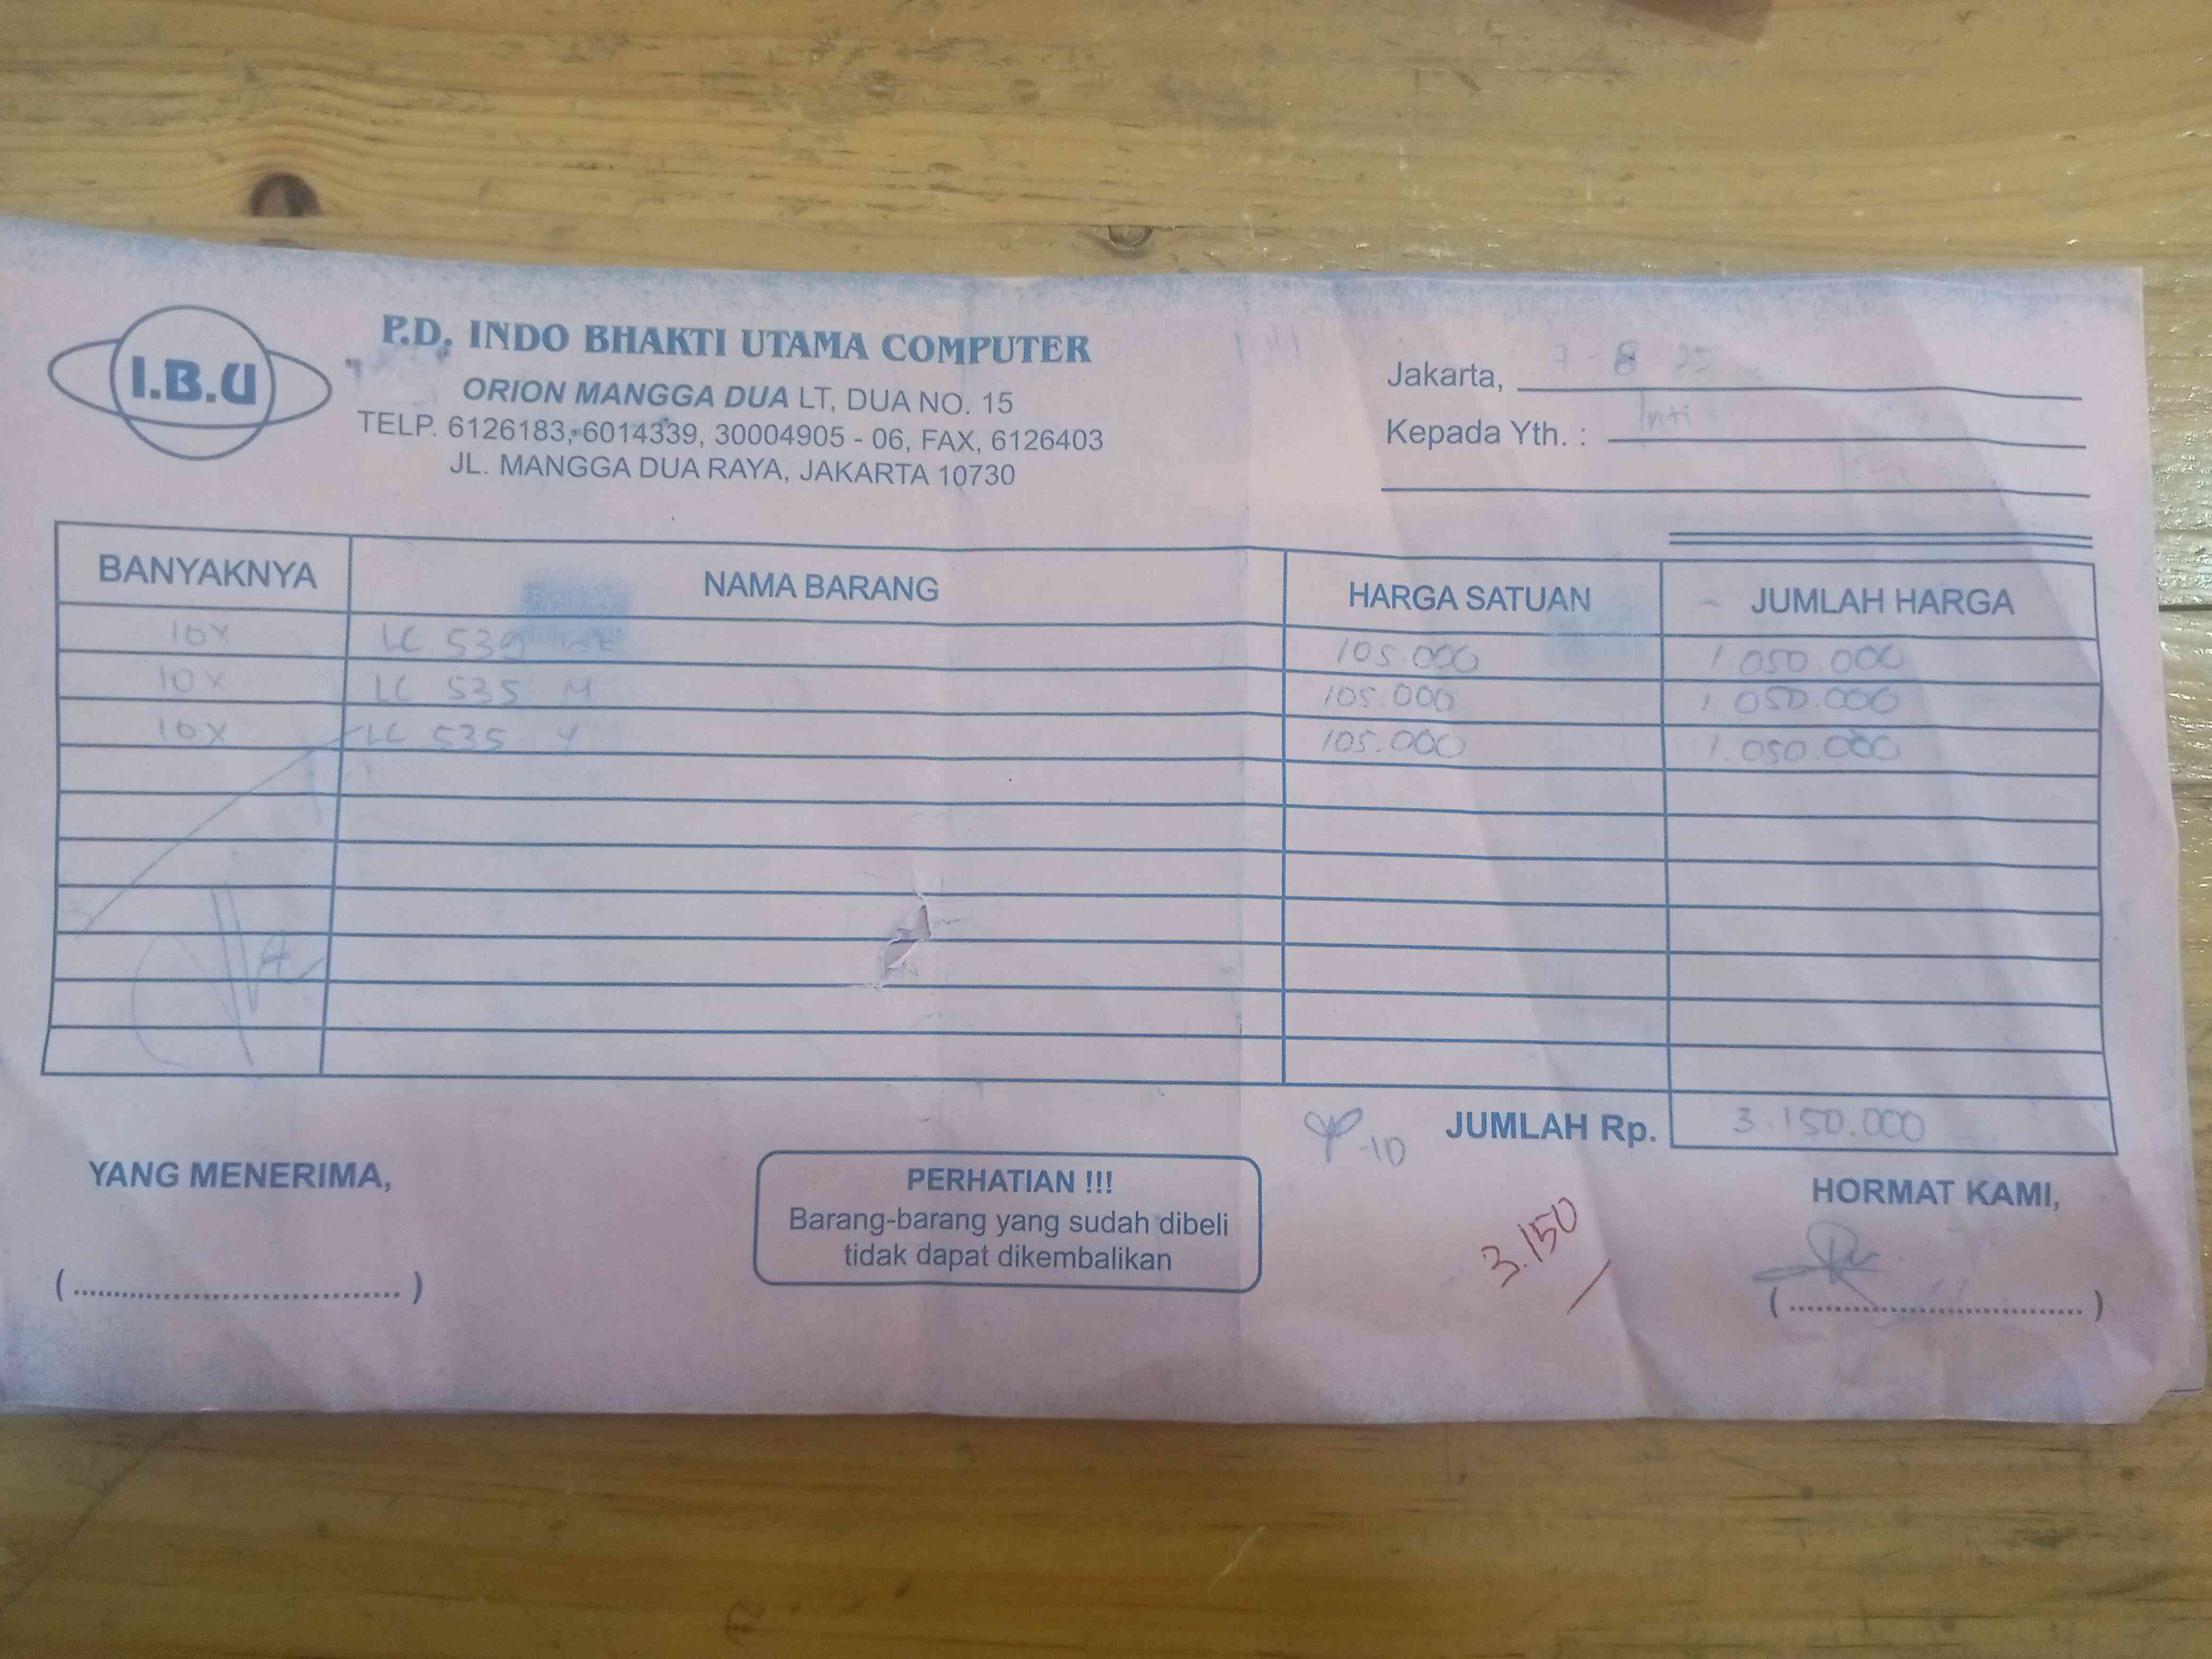 I.B.U
P.D. INDO BHAKTI UTAMA COMPUTER
ORION MANGGA DUA LT, DUA NO. 15
TELP. 6126183, 6014339, 30004905 - 06, FAX, 6126403
JL. MANGGA DUA RAYA, JAKARTA 10730
Jakarta, 7 - 8 25
Kepada Yth. : Inti
BANYAKNYA NAMA BARANG HARGA SATUAN JUMLAH HARGA
10X LC 539 105.000 1.050.000
10X LC 535 M 105.000 1.050.000
10X LC 535 Y 105.000 1.050.000
JUMLAH Rp. 3.150.000
-10
YANG MENERIMA,
PERHATIAN !!!
Barang-barang yang sudah dibeli
tidak dapat dikembalikan
3.150
HORMAT KAMI,
(....................................)
(....................................)